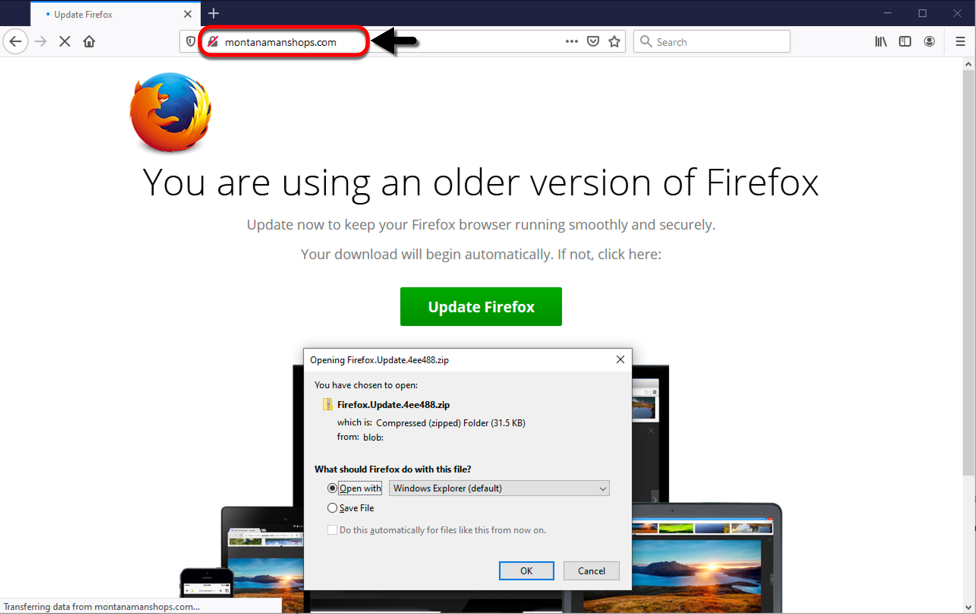 Update Firefox
montanamanshops.com
Search
You are using an older version of Firefox
Update now to keep your Firefox browser running smoothly and securely.
Your download will begin automatically. If not, click here:
Update Firefox
Opening Firefox.Update.4ee488.zip
You have chosen to open:
Firefox.Update.4ee488.zip
which is: Compressed (zipped) Folder (31.5 KB)
from: blob:
What should Firefox do with this file?
Open with
Windows Explorer (default)
Save File
Do this automatically for files like this from now on.
OK
Cancel
Transferring data from montanamanshops.com...